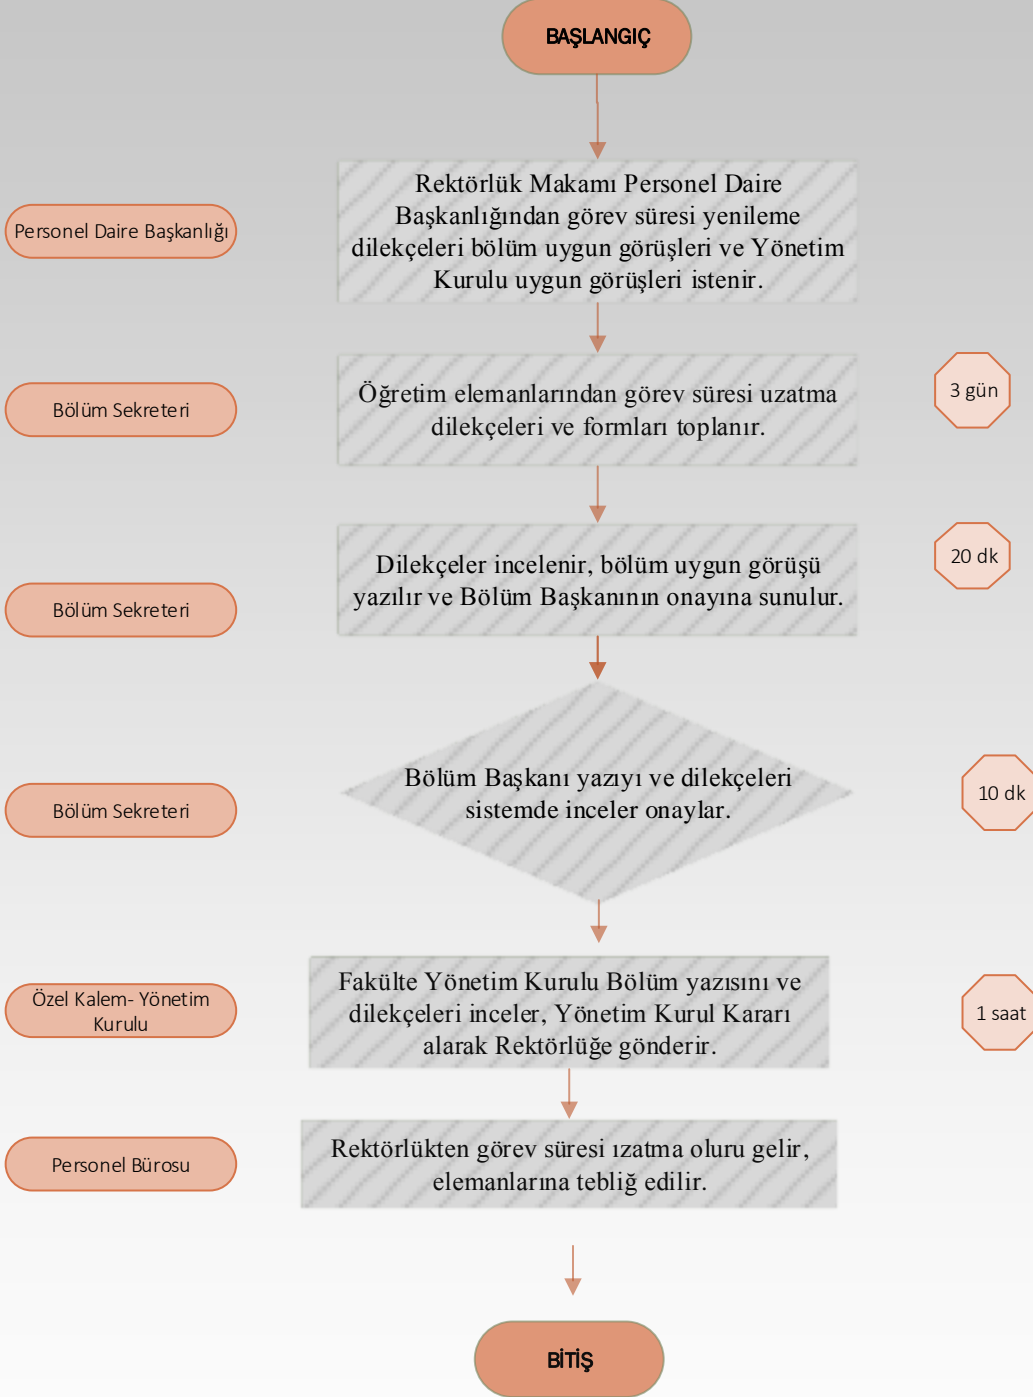 BAŞLANGIÇ
Personel Daire Başkanlığı
Rektörlük Makamı Personel Daire
Başkanlığından görev süresi yenileme
dilekçeleri bölüm uygun görüşleri ve Yönetim
Kurulu uygun görüşleri istenir.
Bölüm Sekreteri
Öğretim elemanlarından görev süresi uzatma
dilekçeleri ve formları toplanır.
3 gün
Bölüm Sekreteri
Dilekçeler incelenir, bölüm uygun görüşü
yazılır ve Bölüm Başkanının onayına sunulur.
20 dk
Bölüm Sekreteri
Bölüm Başkanı yazıyı ve dilekçeleri
sistemde inceler onaylar.
10 dk
Özel Kalem- Yönetim
Kurulu
Fakülte Yönetim Kurulu Bölüm yazısını ve
dilekçeleri inceler, Yönetim Kurul Kararı
alarak Rektörlüğe gönderir.
1 saat
Personel Bürosu
Rektörlükten görev süresi ızatma oluru gelir,
elemanlarına tebliğ edilir.
BİTİŞ